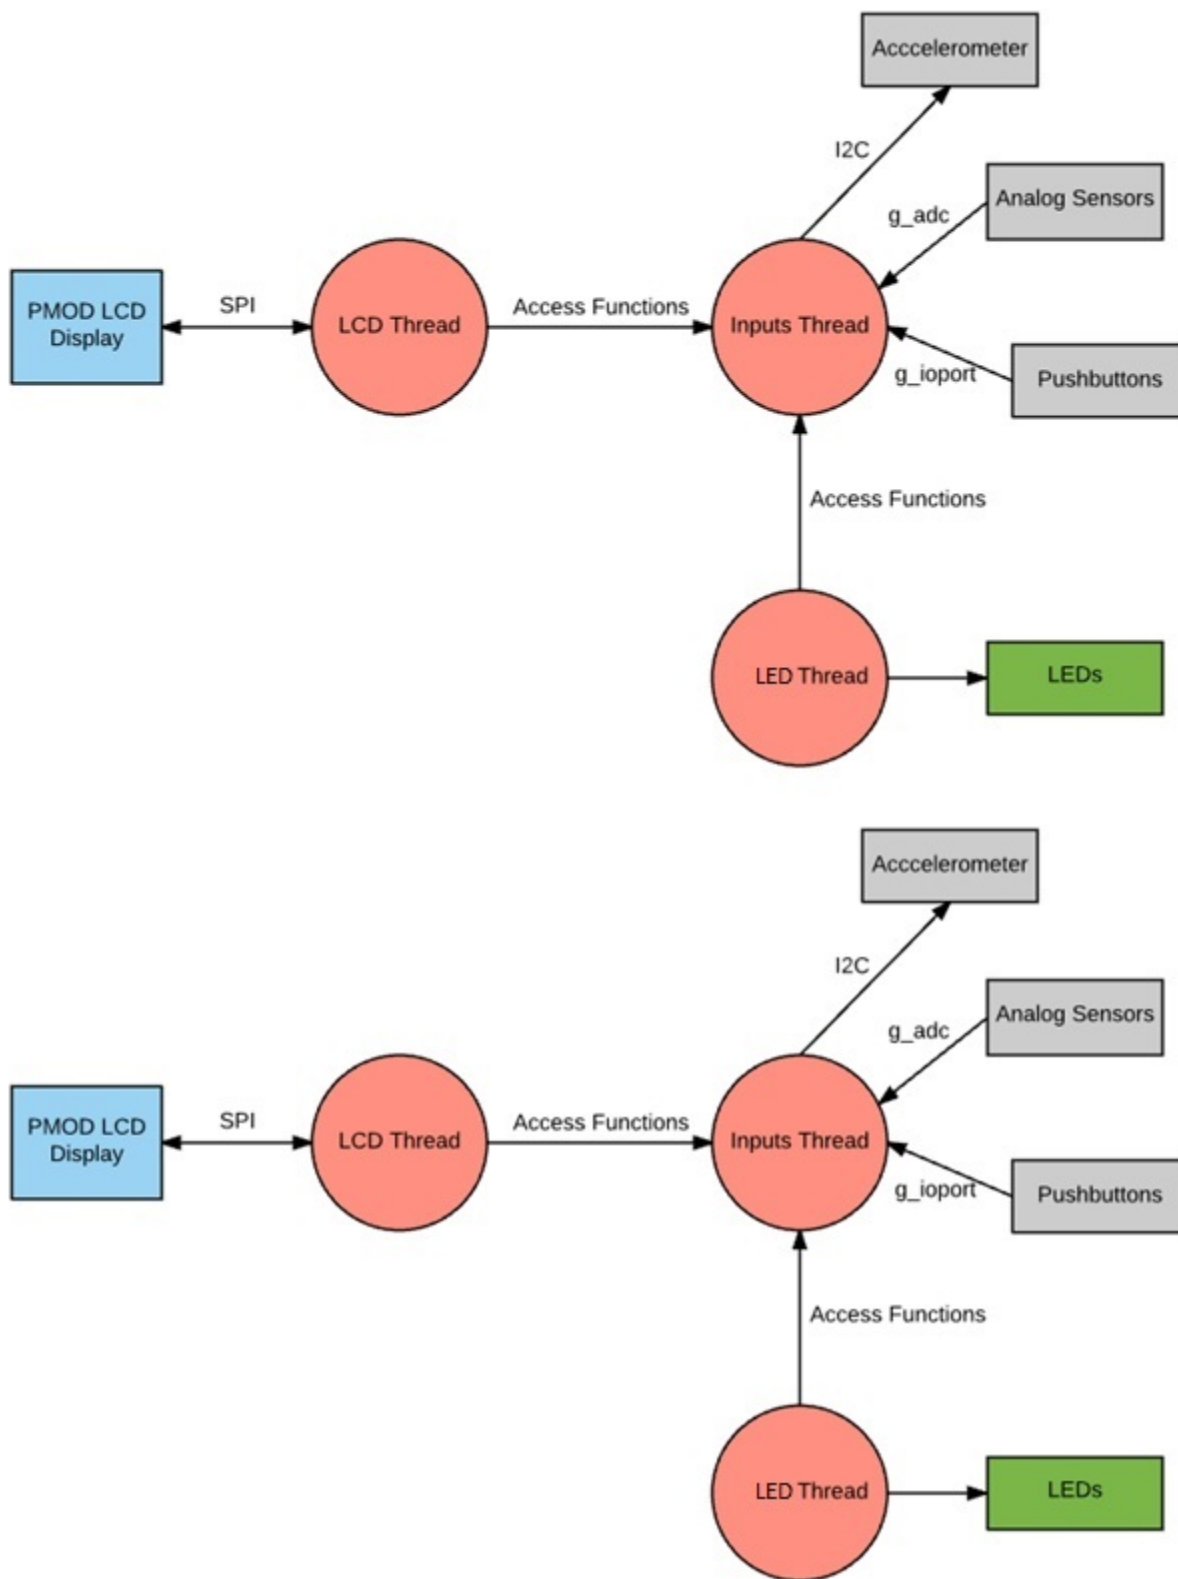 Acccelerometer
I2C
Analog Sensors
g_adc
PMOD LCD
Display
SPI
LCD Thread
Access Functions
Inputs Thread
g_ioport
Pushbuttons
Access Functions
LED Thread
LEDs
Acccelerometer
I2C
Analog Sensors
g_adc
PMOD LCD
Display
SPI
LCD Thread
Access Functions
Inputs Thread
g_ioport
Pushbuttons
Access Functions
LED Thread
LEDs